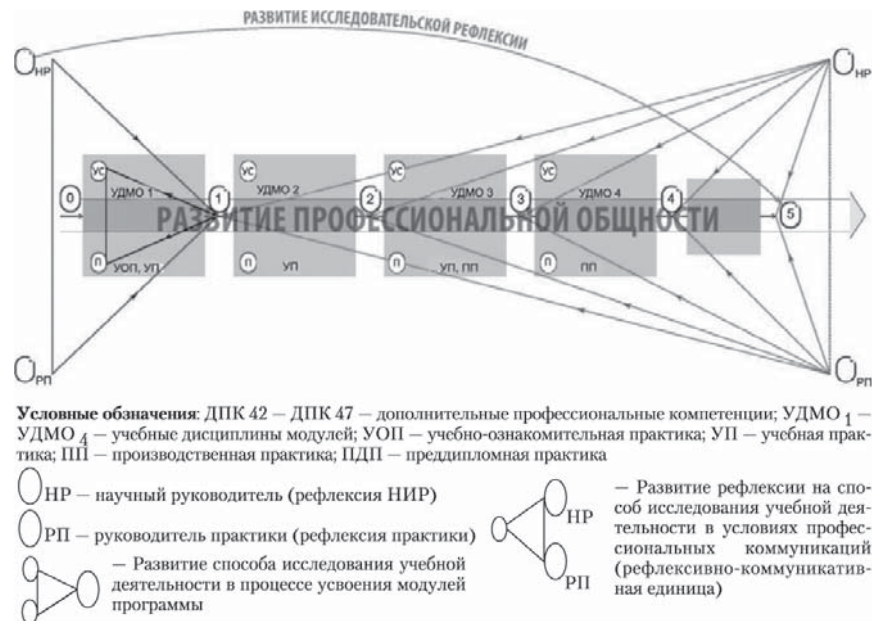 РАЗВИТИЕ ИССЛЕДОВАТЕЛЬСКОЙ РЕФЛЕКСИИ
НР
НР
УС
УС
УС
УС
УДМО 1
УДМО 2
УДМО 3
УДМО 4
0
1
2
3
4
5
РАЗВИТИЕ ПРОФЕССИОНАЛЬНОЙ ОБЩНОСТИ
П
П
П
П
УОП, УП
УП
УП, ПП
ПП
РП
РП
Условные обзначения: ДПК 42 — ДПК 47 — дополнительные профессиональные компетенции; УДМО 1 —
УДМО 4 — учебные дисциплины модулей; УОП — учебно-ознакомительная практика; УП — учебная прак-
тика; ПП — производственная практика; ПДП — преддипломная практика
НР — научный руководитель (рефлексия НИР)
РП — руководитель практики (рефлексия практики)
— Развитие способа исследования учебной
деятельности в процессе усвоения модулей
программы
НР
РП
— Развитие рефлексии на спо-
соб исследования учебной дея-
тельности в условиях профес-
сиональных коммуникаций
(рефлексивно-коммуникатив-
ная единица)